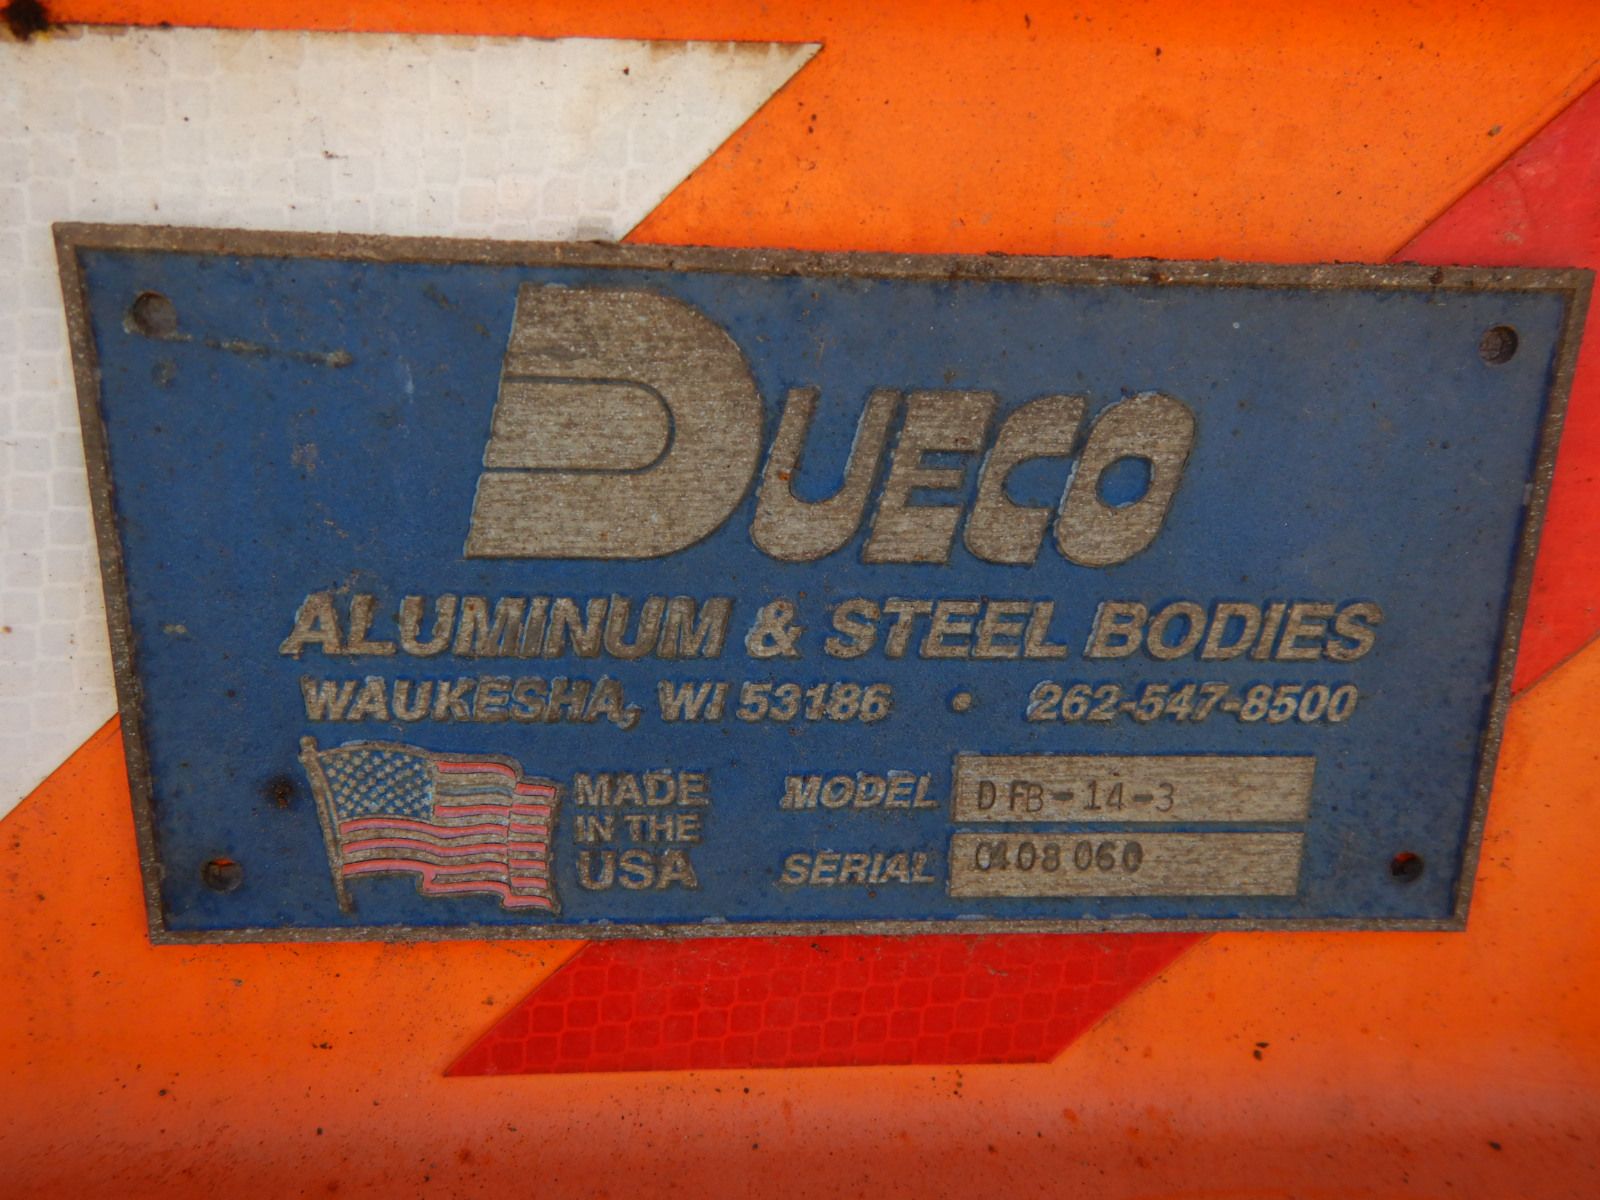 DUECO
ALUMINUM & STEEL BODIES
WAUKESHA, WI 53186 • 262-547-8500
MADE IN THE USA
MODEL DFB-14-3
SERIAL 0408060